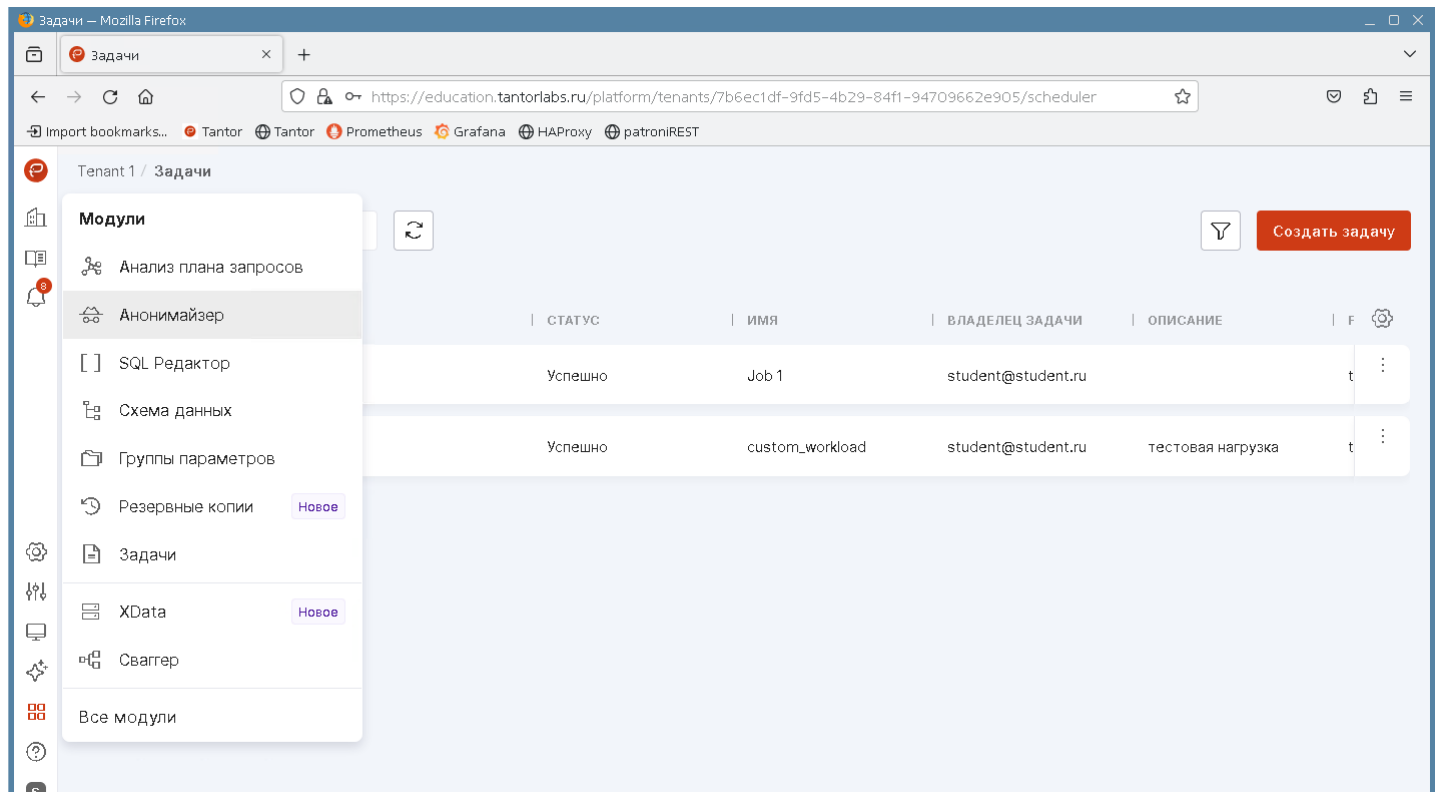 Задачи — Mozilla Firefox
Задачи
https://education.tantorlabs.ru/platform/tenants/7b6ec1df-9fd5-4b29-84f1-94709662e905/scheduler
Import bookmarks... Tantor Tantor Prometheus Grafana HAProxy patroniREST
Tenant 1 / Задачи
Модули
Создать задачу
Анализ плана запросов
8
Анонимайзер
СТАТУС ИМЯ ВЛАДЕЛЕЦ ЗАДАЧИ ОПИСАНИЕ
SQL Редактор
Успешно Job 1 student@student.ru t
Схема данных
Группы параметров
Успешно custom_workload student@student.ru тестовая нагрузка t
Резервные копии Новое
Задачи
XData Новое
Сваггер
Все модули